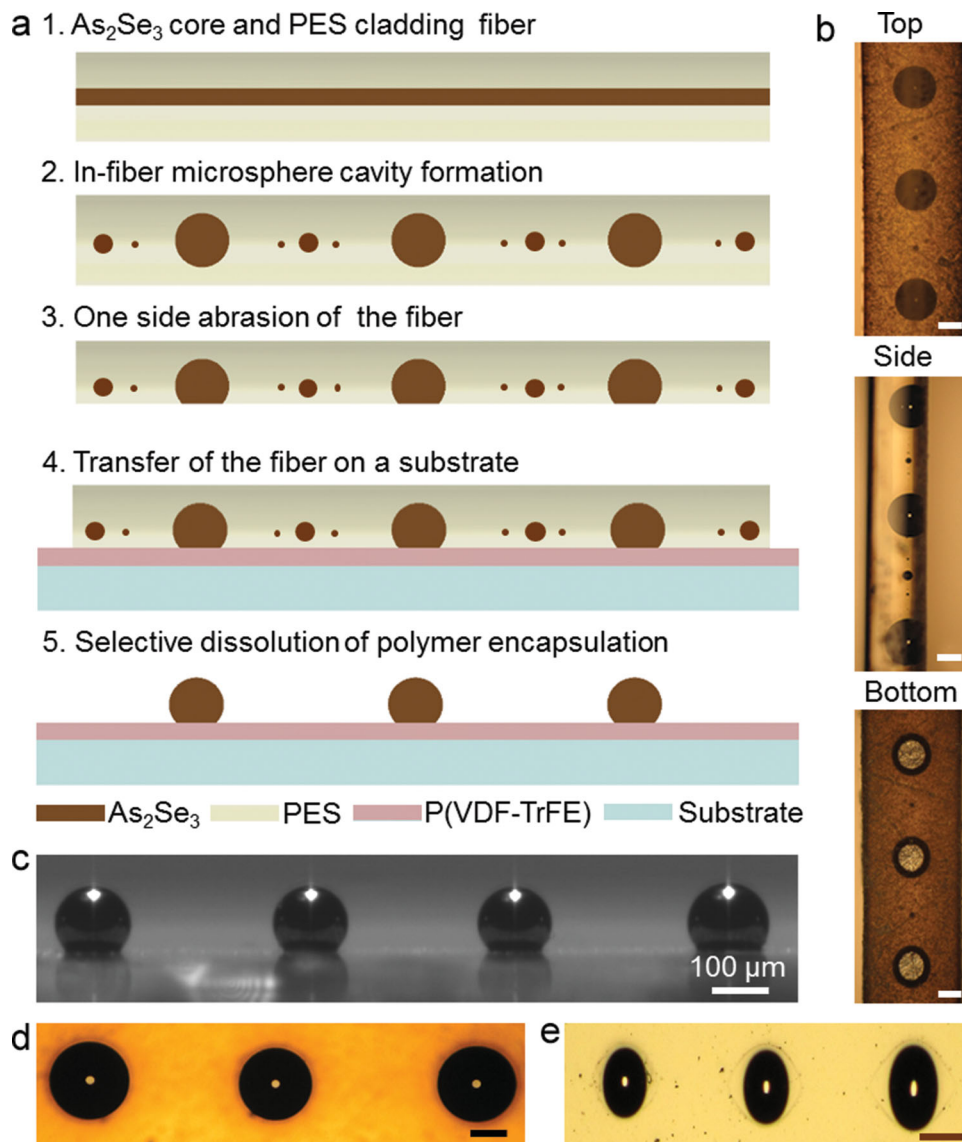 a 1. As₂Se₃ core and PES cladding fiber
2. In-fiber microsphere cavity formation
3. One side abrasion of the fiber
4. Transfer of the fiber on a substrate
5. Selective dissolution of polymer encapsulation
As₂Se₃ PES P(VDF-TrFE) Substrate
b
Top
Side
Bottom
c
100 μm
d
e